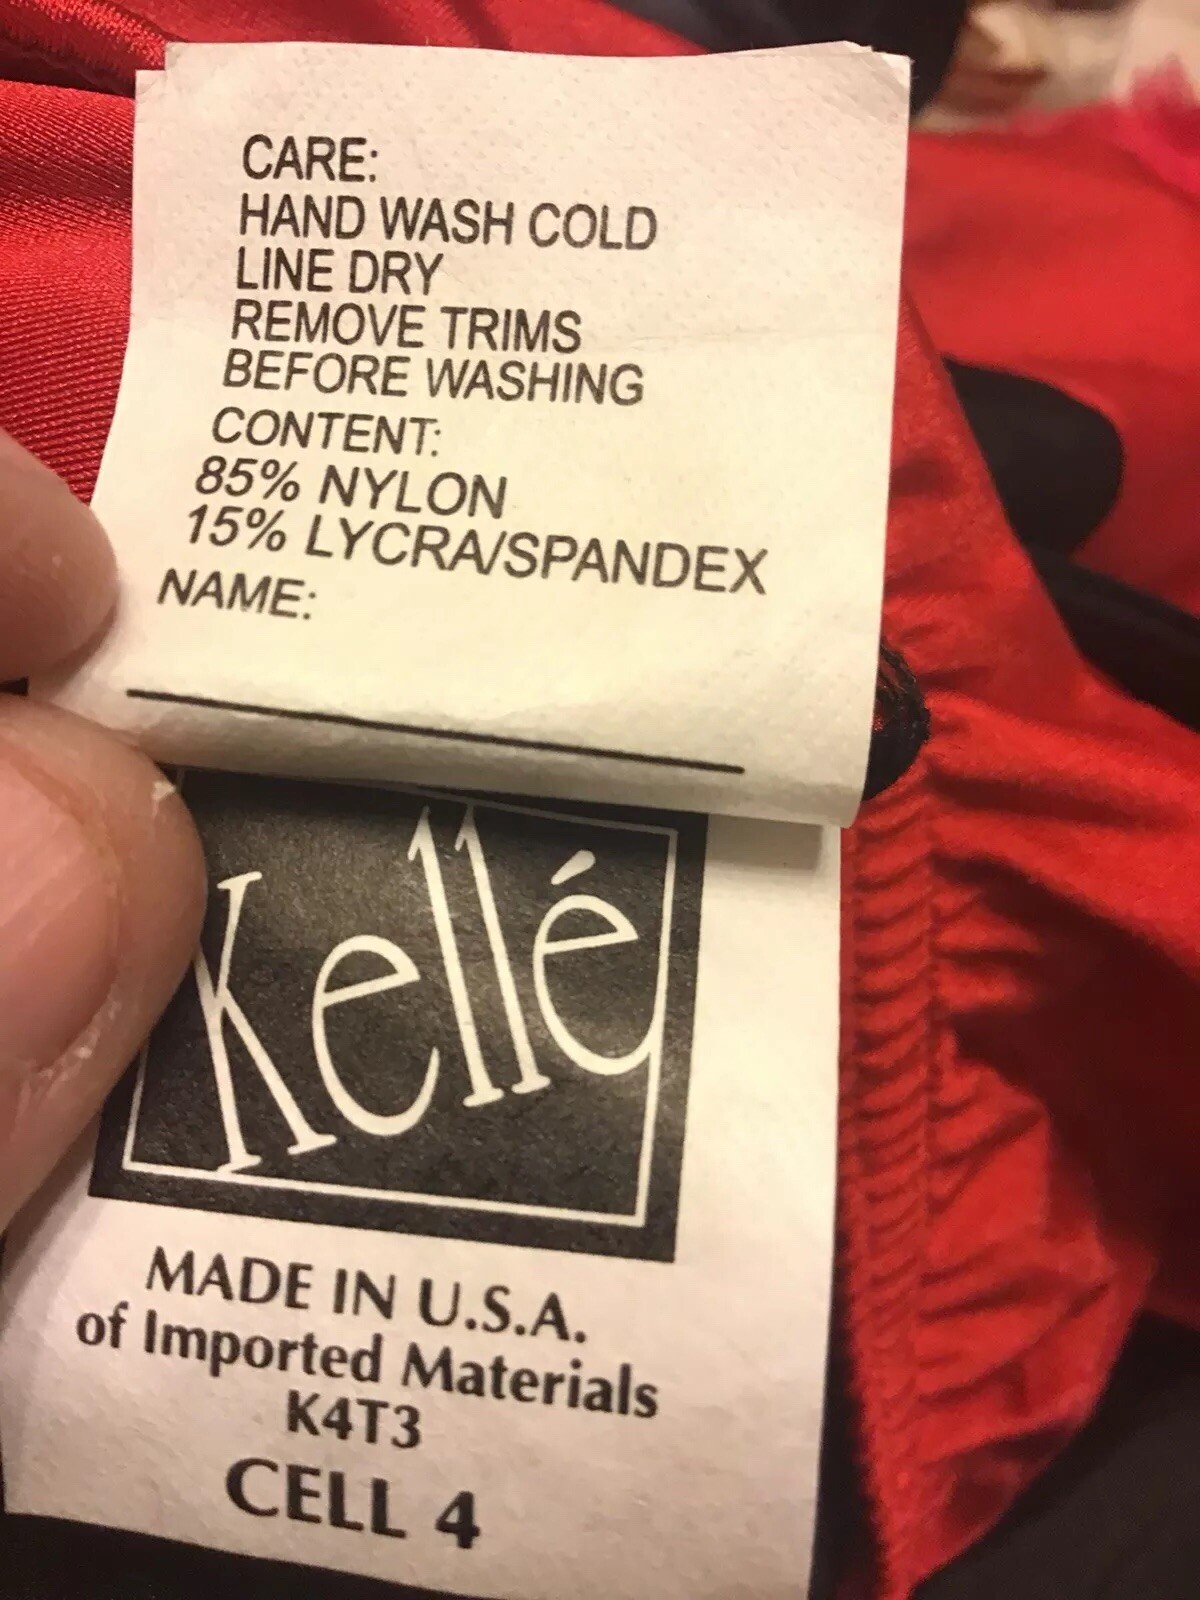 CARE:
HAND WASH COLD
LINE DRY
REMOVE TRIMS
BEFORE WASHING
CONTENT:
85% NYLON
15% LYCRA/SPANDEX
NAME:
Kellé
MADE IN U.S.A.
of Imported Materials
K4T3
CELL 4